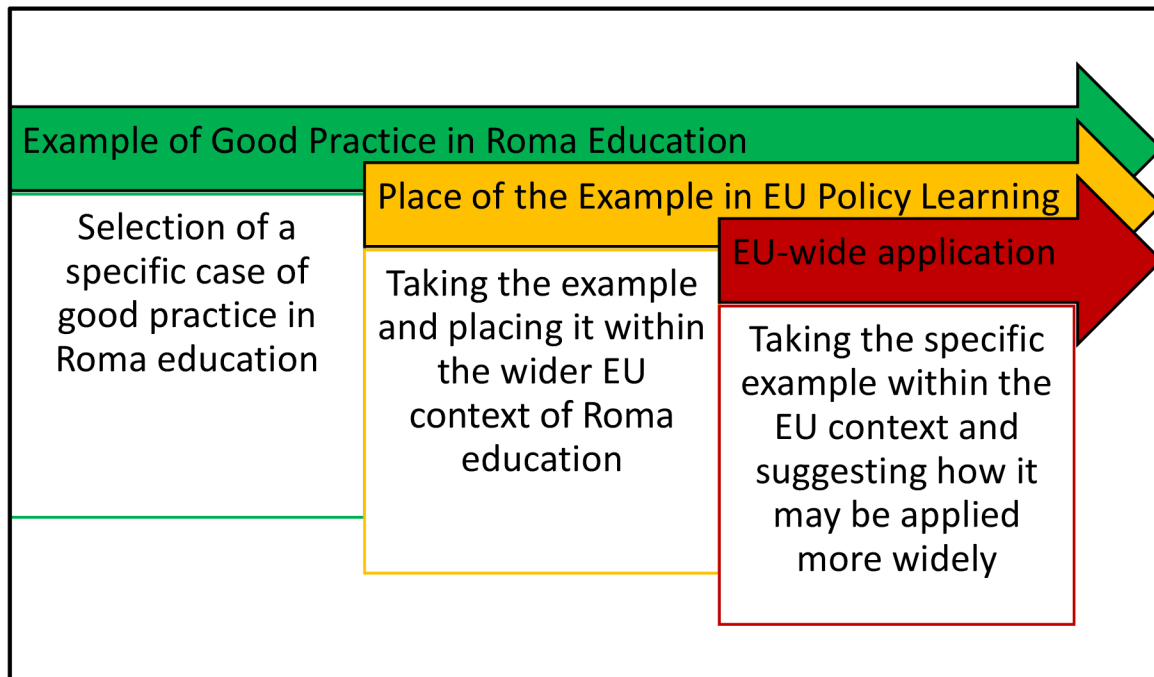 Example of Good Practice in Roma Education
Selection of a
specific case of
good practice in
Roma education
Place of the Example in EU Policy Learning
Taking the example
and placing it within
the wider EU
context of Roma
education
EU-wide application
Taking the specific
example within the
EU context and
suggesting how it
may be applied
more widely